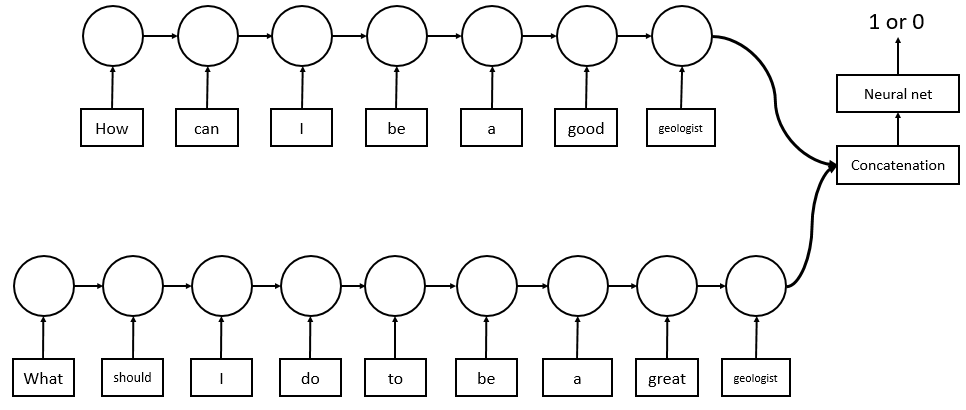 1 or 0
Neural net
How can I be a good geologist
Concatenation
What should I do to be a great geologist